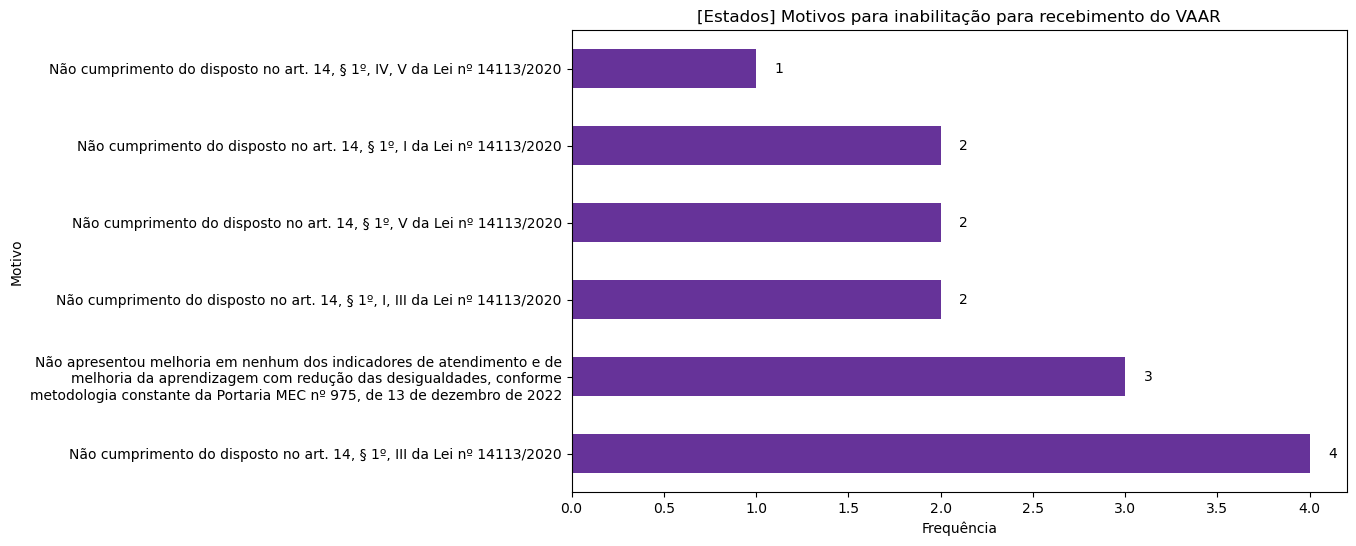 [Estados] Motivos para inabilitação para recebimento do VAAR
Não cumprimento do disposto no art. 14, § 1º, IV, V da Lei nº 14113/2020
1
Não cumprimento do disposto no art. 14, § 1º, I da Lei nº 14113/2020
2
Não cumprimento do disposto no art. 14, § 1º, V da Lei nº 14113/2020
2
Motivo
Não cumprimento do disposto no art. 14, § 1º, I, III da Lei nº 14113/2020
2
Não apresentou melhoria em nenhum dos indicadores de atendimento e de
melhoria da aprendizagem com redução das desigualdades, conforme
metodologia constante da Portaria MEC nº 975, de 13 de dezembro de 2022
3
Não cumprimento do disposto no art. 14, § 1º, III da Lei nº 14113/2020
4
0.0 0.5 1.0 1.5 2.0 2.5 3.0 3.5 4.0
Frequência